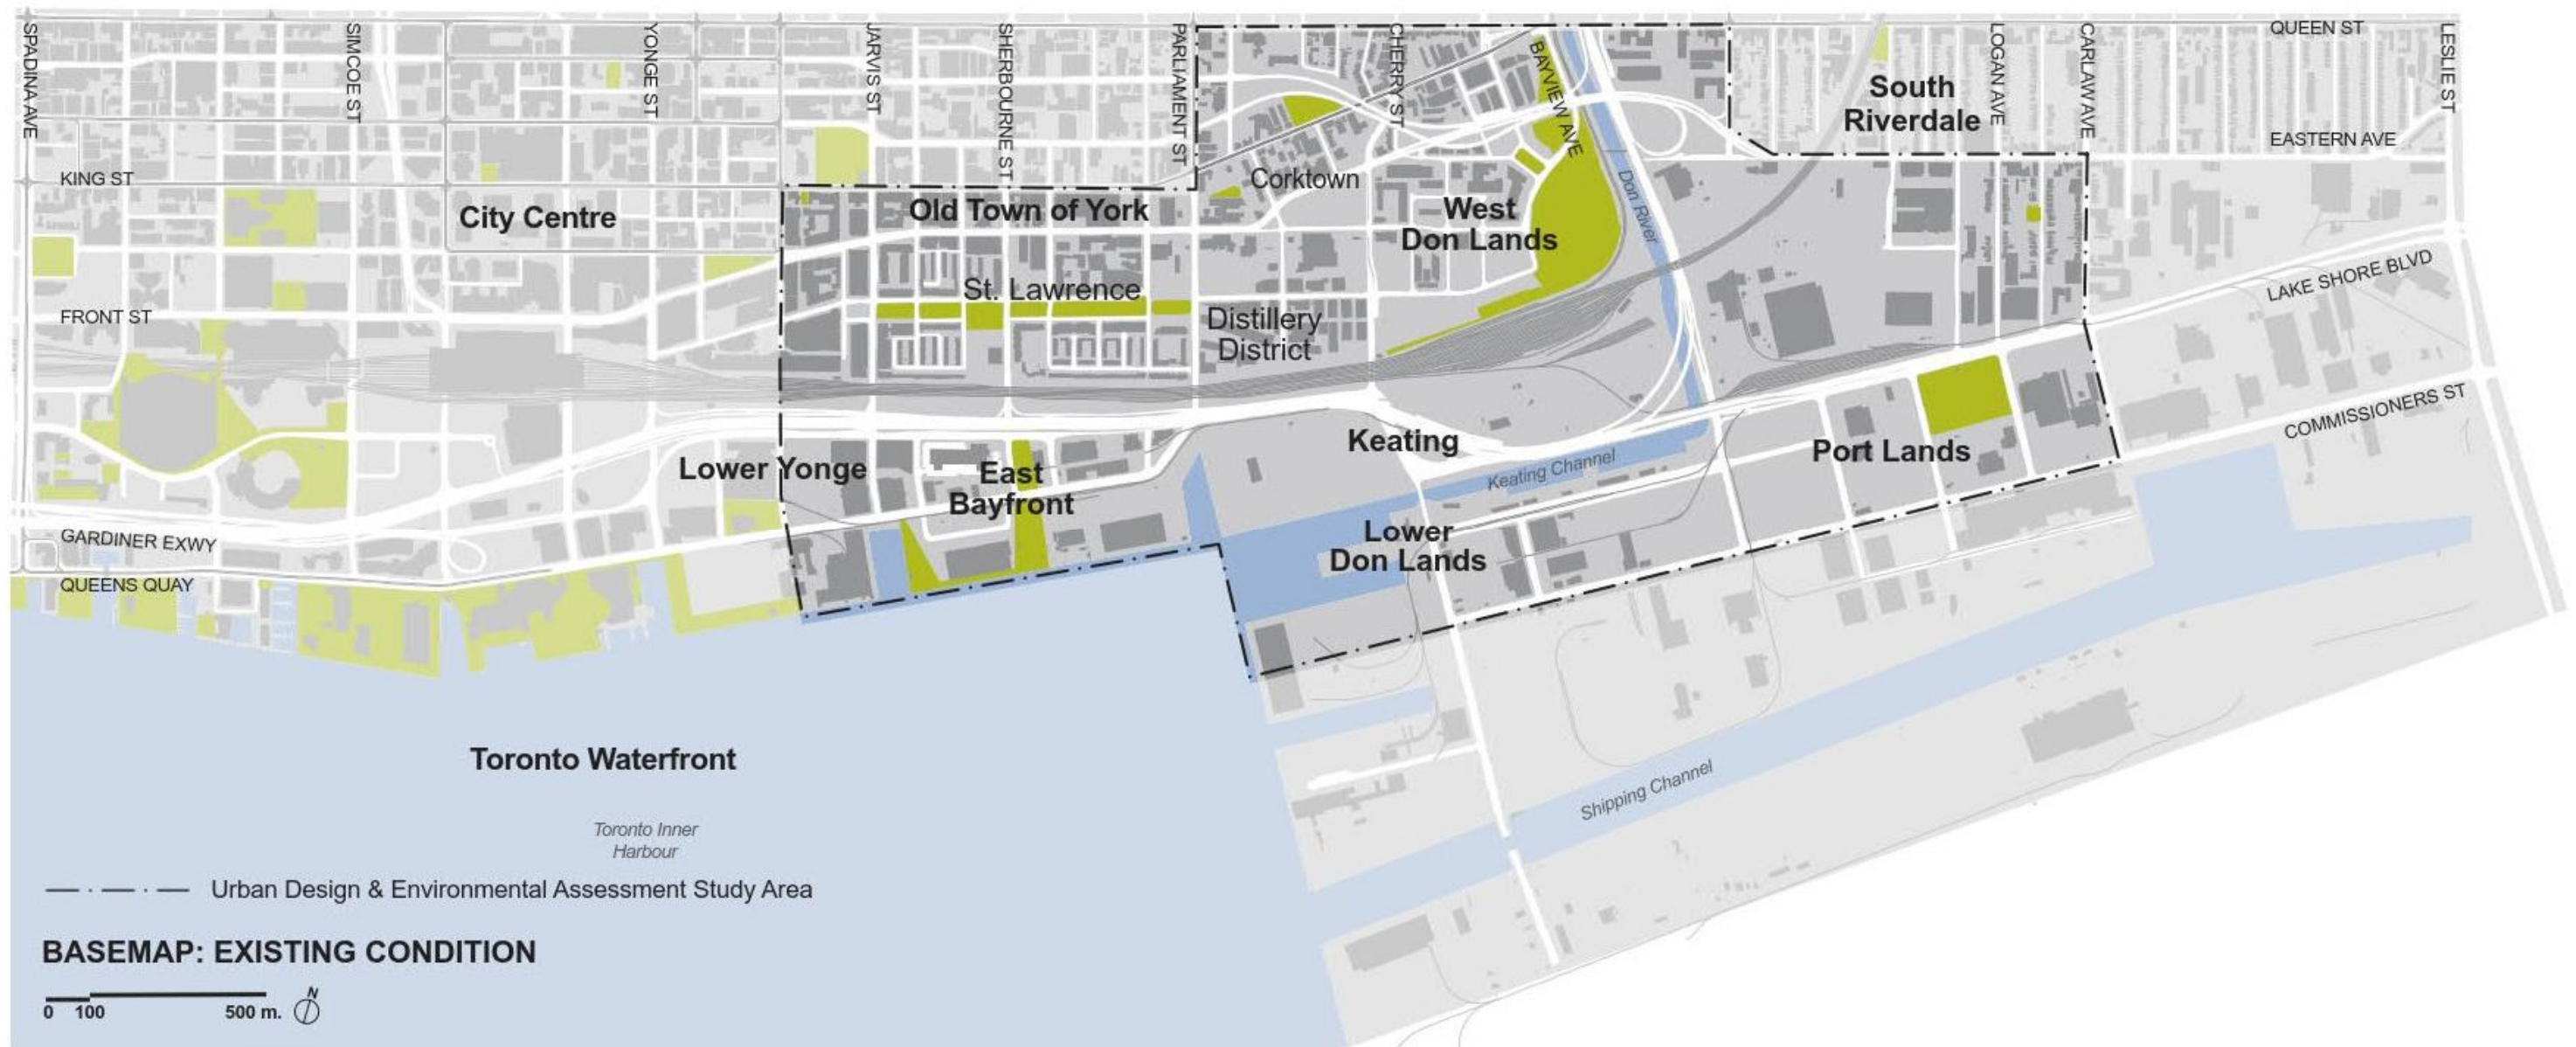 SPADINA AVE
SIMCOE ST
YONGE ST
JARVIS ST
SHERBOURNE ST
PARLIAMENT ST
CHERRY ST
BAYVIEW AVE
LOGAN AVE
CARLAW AVE
QUEEN ST
LESLIE ST
South
Riverdale
EASTERN AVE
KING ST
Corktown
Don River
City Centre
Old Town of York
West
Don Lands
St. Lawrence
FRONT ST
Distillery
District
LAKE SHORE BLVD
COMMISSIONERS ST
Keating
Port Lands
Lower Yonge
East
Bayfront
Keating Channel
GARDINER EXWY
Lower
Don Lands
QUEENS QUAY
Toronto Waterfront
Shipping Channel
Toronto Inner
Harbour
Urban Design & Environmental Assessment Study Area
BASEMAP: EXISTING CONDITION
N
0 100 500 m.